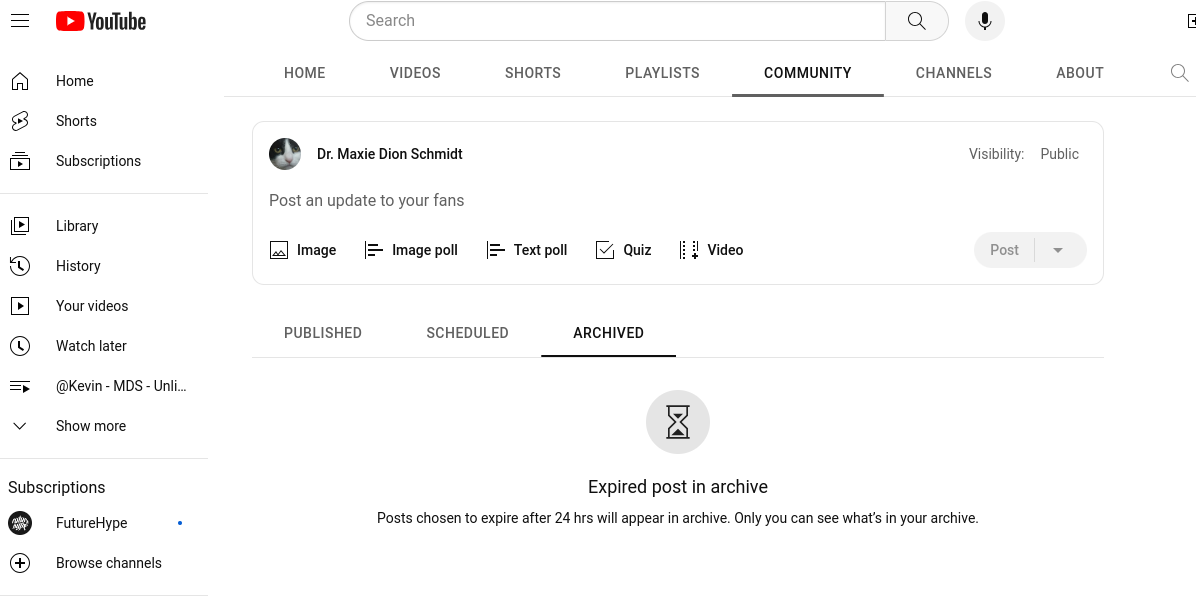 YouTube
Search
Home
Shorts
Subscriptions
Library
History
Your videos
Watch later
@Kevin - MDS - Unli...
Show more
Subscriptions
FutureHype
Browse channels
HOME VIDEOS SHORTS PLAYLISTS COMMUNITY CHANNELS ABOUT
Dr. Maxie Dion Schmidt
Visibility: Public
Post an update to your fans
Image Image poll Text poll Quiz Video Post
PUBLISHED SCHEDULED ARCHIVED
Expired post in archive
Posts chosen to expire after 24 hrs will appear in archive. Only you can see what's in your archive.